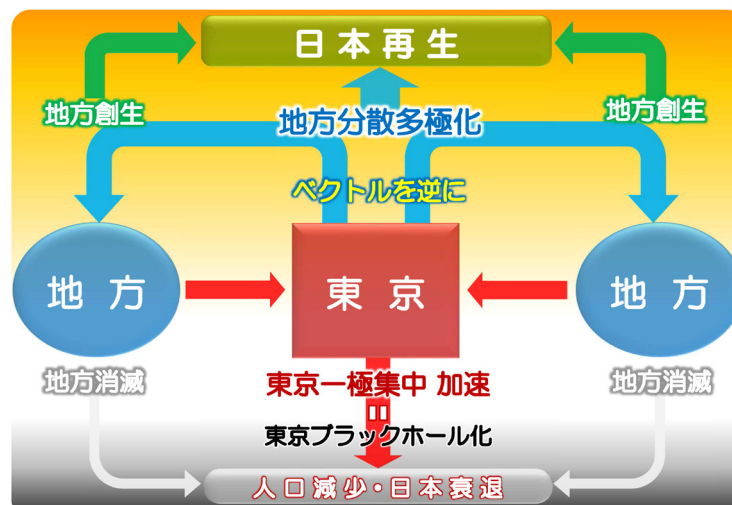 日本再生
地方創生
地方創生
地方分散多極化
ベクトルを逆に
地方
東京
地方
地方消滅
東京一極集中 加速
地方消滅
=
東京ブラックホール化
人口減少・日本衰退